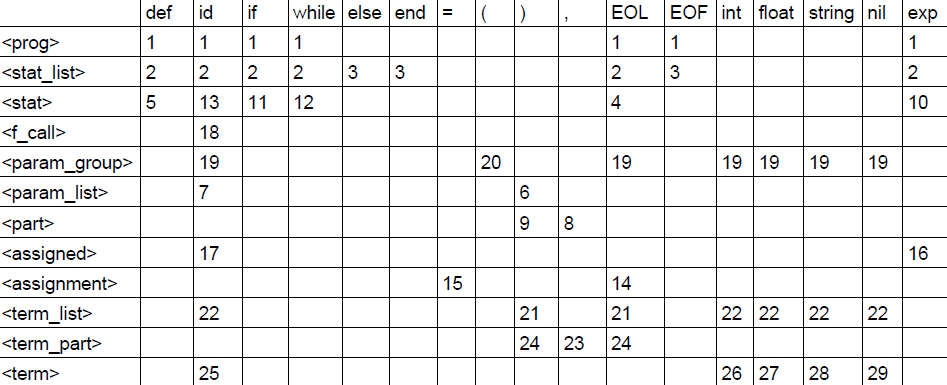 def id if while else end = ( ) , EOL EOF int float string nil exp
<prog> 1 1 1 1 1 1 1
<stat_list> 2 2 2 2 3 3 2 3 2
<stat> 5 13 11 12 4 10
<f_call> 18
<param_group> 19 20 19 19 19 19 19
<param_list> 7 6
<part> 9 8
<assigned> 17 16
<assignment> 15 14
<term_list> 22 21 21 22 22 22 22
<term_part> 24 23 24
<term> 25 26 27 28 29